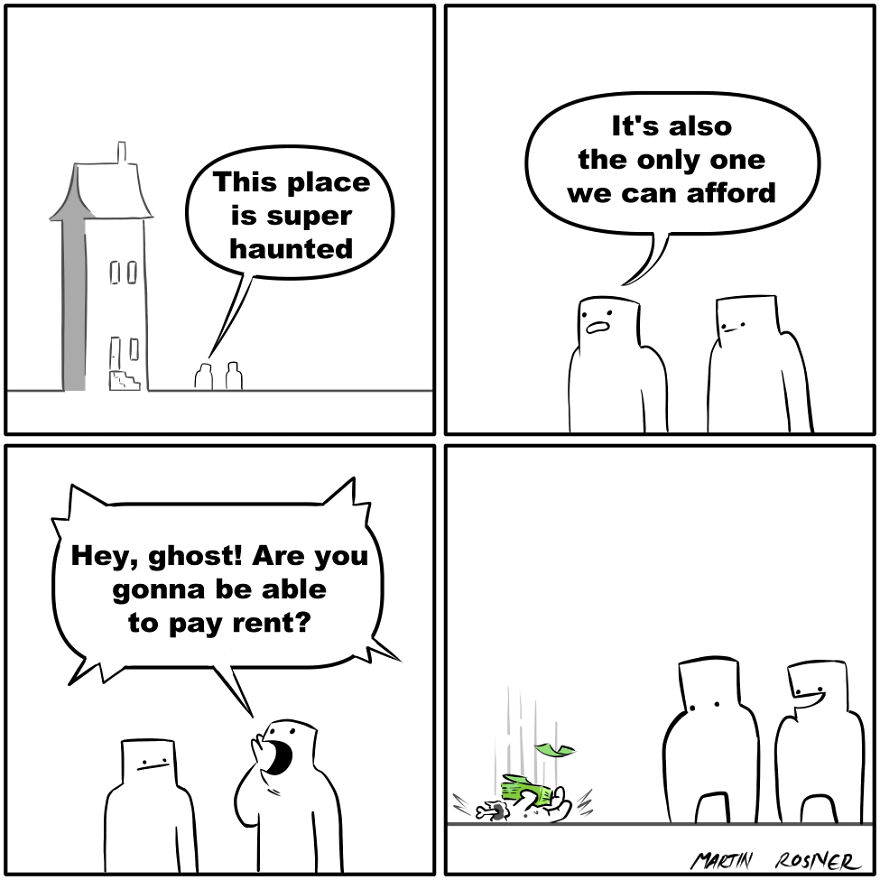 This place
is super
haunted
It's also
the only one
we can afford
Hey, ghost! Are you
gonna be able
to pay rent?
MARTIN ROSNER